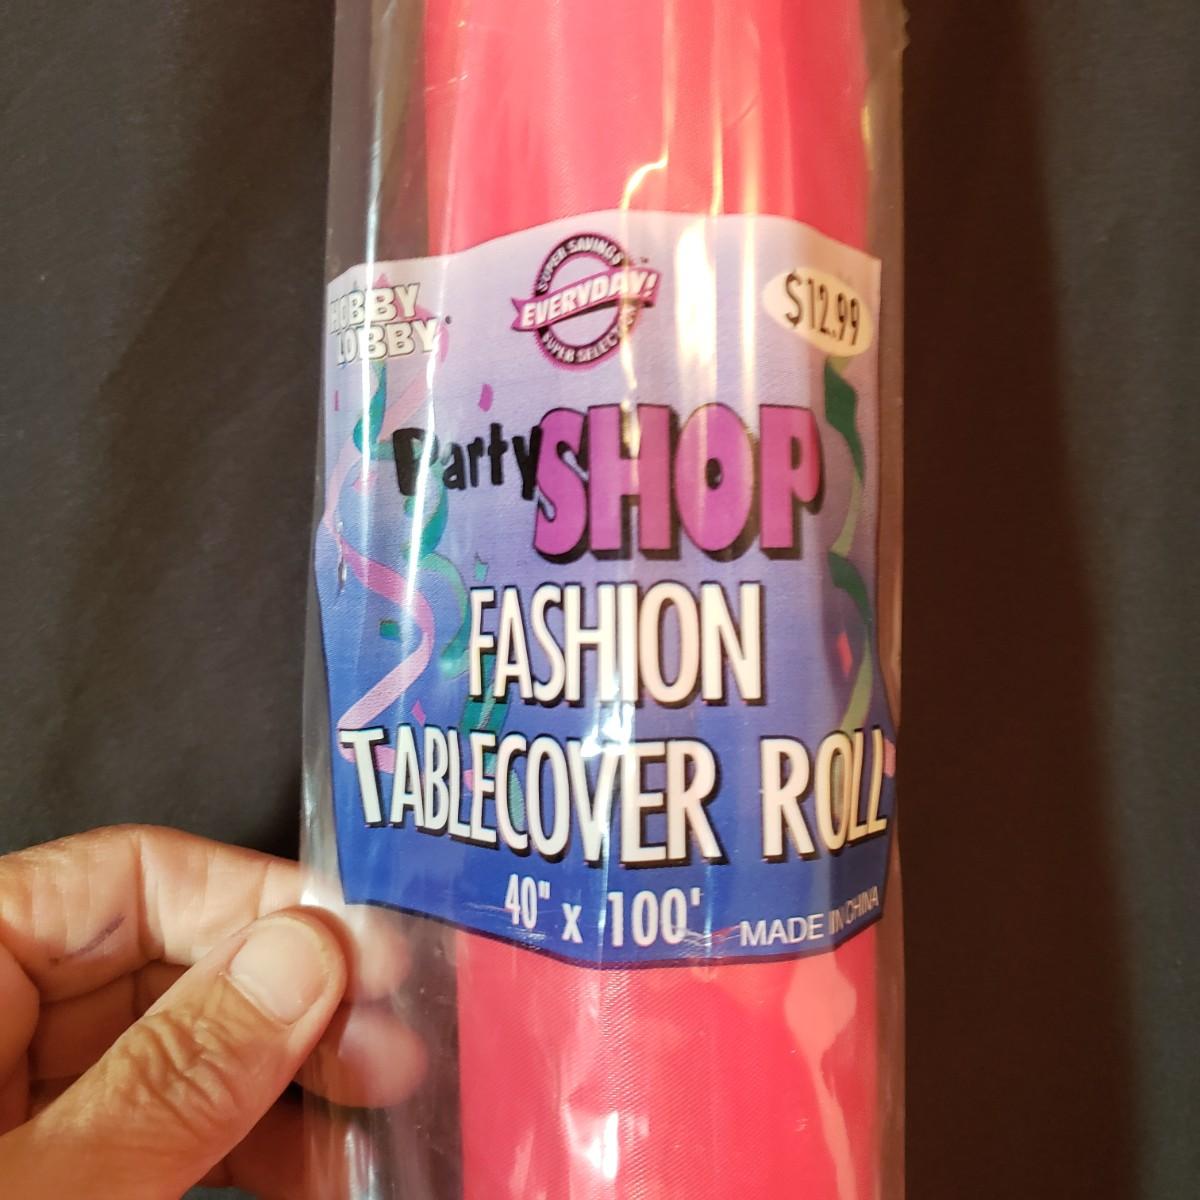 HOBBY
LOBBY
SUPER SAVINGS
EVERYDAY!
SUPER SELECTION
$12.99
Party SHOP
FASHION
TABLECOVER ROLL
40" x 100'
MADE IN CHINA